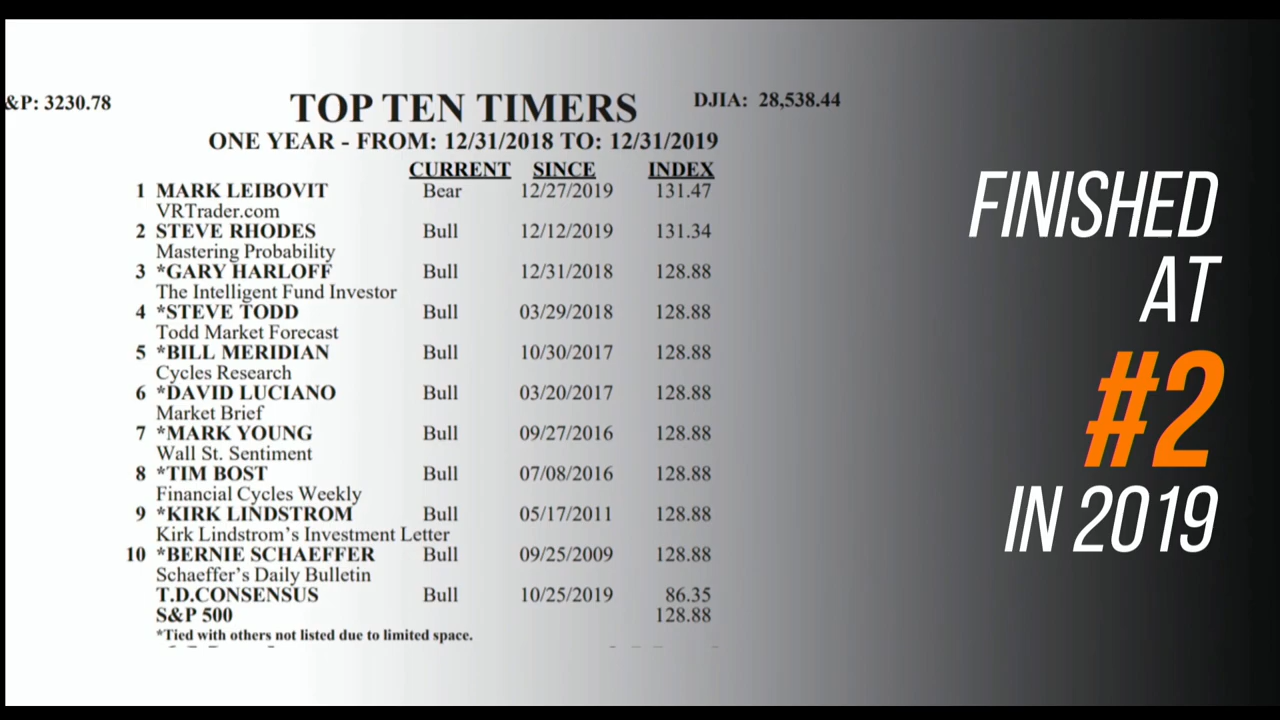 &P: 3230.78
TOP TEN TIMERS
DJIA: 28,538.44
ONE YEAR - FROM: 12/31/2018 TO: 12/31/2019
CURRENT SINCE INDEX
1 MARK LEIBOVIT Bear 12/27/2019 131.47
VRTrader.com
2 STEVE RHODES Bull 12/12/2019 131.34
Mastering Probability
3 *GARY HARLOFF Bull 12/31/2018 128.88
The Intelligent Fund Investor
4 *STEVE TODD Bull 03/29/2018 128.88
Todd Market Forecast
5 *BILL MERIDIAN Bull 10/30/2017 128.88
Cycles Research
6 *DAVID LUCIANO Bull 03/20/2017 128.88
Market Brief
7 *MARK YOUNG Bull 09/27/2016 128.88
Wall St. Sentiment
8 *TIM BOST Bull 07/08/2016 128.88
Financial Cycles Weekly
9 *KIRK LINDSTROM Bull 05/17/2011 128.88
Kirk Lindstrom's Investment Letter
10 *BERNIE SCHAEFFER Bull 09/25/2009 128.88
Schaeffer's Daily Bulletin
T.D.CONSENSUS Bull 10/25/2019 86.35
S&P 500 128.88
*Tied with others not listed due to limited space.
FINISHED
AT
#2
IN 2019